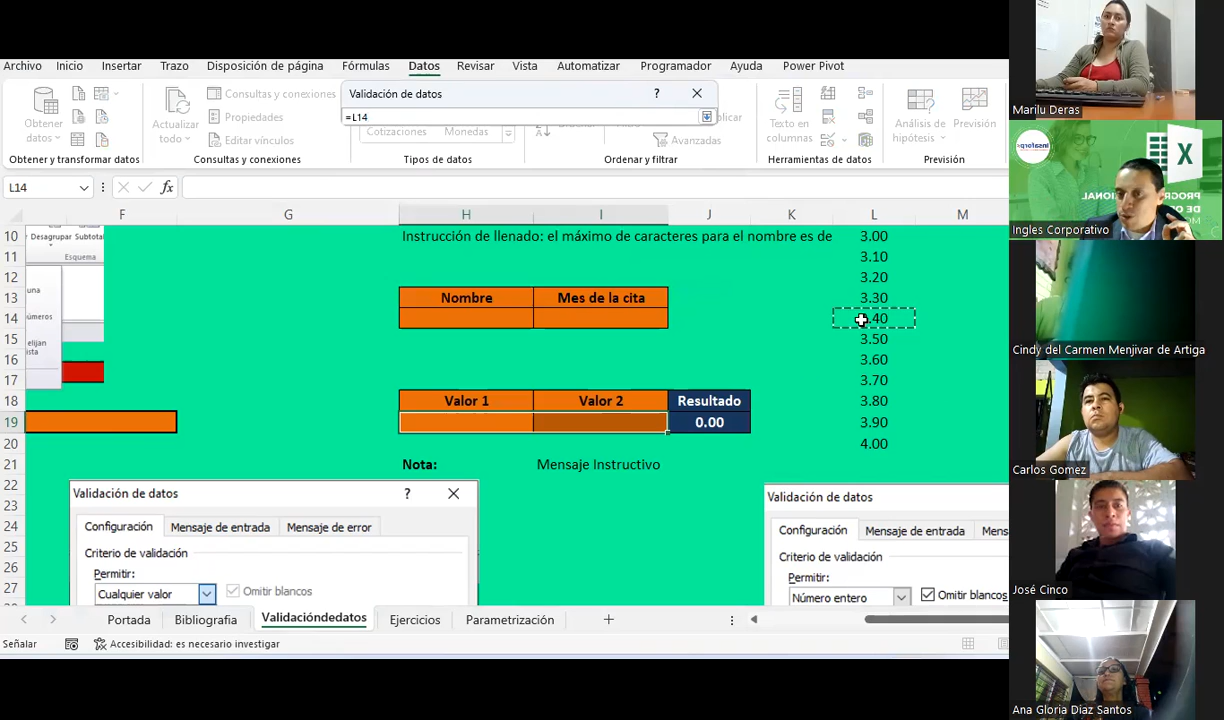 Archivo Inicio Insertar Trazo Disposición de página Fórmulas Datos Revisar Vista Automatizar Programador Ayuda Power Pivot
Validación de datos ?
=L14
Obtener datos
Actualizar todo
Consultas y conexiones
Propiedades
Editar vínculos
Cotizaciones Monedas
Avanzadas
Texto en columnas
Análisis de hipótesis
Previsión
Obtener y transformar datos Consultas y conexiones Tipos de datos Ordenar y filtrar Herramientas de datos Previsión
L14 fx
F G H I J K L M
10 Desagrupar Subtotal Instrucción de llenado: el máximo de caracteres para el nombre es de 3.00
Esquema
11 3.10
12 3.20
13 una Nombre Mes de la cita 3.30
14 números .40
15 3.50
16 elijan 3.60
ista
17 3.70
18 Valor 1 Valor 2 Resultado 3.80
19 0.00 3.90
20 4.00
21 Nota: Mensaje Instructivo
22
Validación de datos ?
Validación de datos
23
24
Configuración Mensaje de entrada Mensaje de error
Configuración Mensaje de entrada Mens
25
Criterio de validación
Criterio de validación
26
Permitir:
Permitir:
27
Cualquier valor Omitir blancos
Número entero Omitir blancos
Portada Bibliografia Validacióndedatos Ejercicios Parametrización
Señalar Accesibilidad: es necesario investigar
Marilu Deras
Ingles Corporativo
Cindy del Carmen Menjivar de Artiga
Carlos Gomez
José Cinco
Ana Gloria Díaz Santos